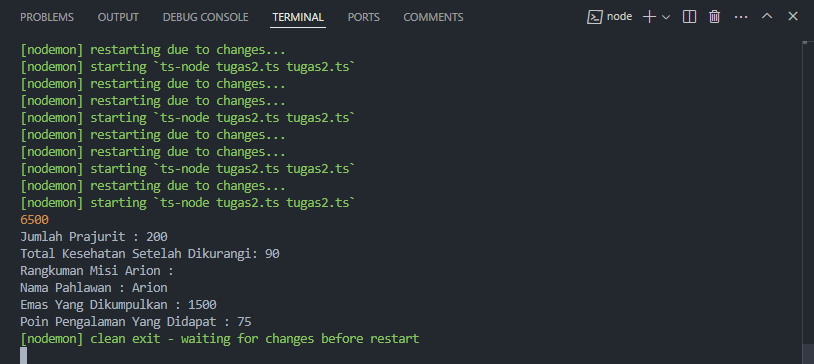 PROBLEMS OUTPUT DEBUG CONSOLE TERMINAL PORTS COMMENTS node
[nodemon] restarting due to changes...
[nodemon] starting `ts-node tugas2.ts tugas2.ts`
[nodemon] restarting due to changes...
[nodemon] restarting due to changes...
[nodemon] starting `ts-node tugas2.ts tugas2.ts`
[nodemon] restarting due to changes...
[nodemon] restarting due to changes...
[nodemon] starting `ts-node tugas2.ts tugas2.ts`
[nodemon] restarting due to changes...
[nodemon] starting `ts-node tugas2.ts tugas2.ts`
6500
Jumlah Prajurit : 200
Total Kesehatan Setelah Dikurangi: 90
Rangkuman Misi Arion :
Nama Pahlawan : Arion
Emas Yang Dikumpulkan : 1500
Poin Pengalaman Yang Didapat : 75
[nodemon] clean exit - waiting for changes before restart